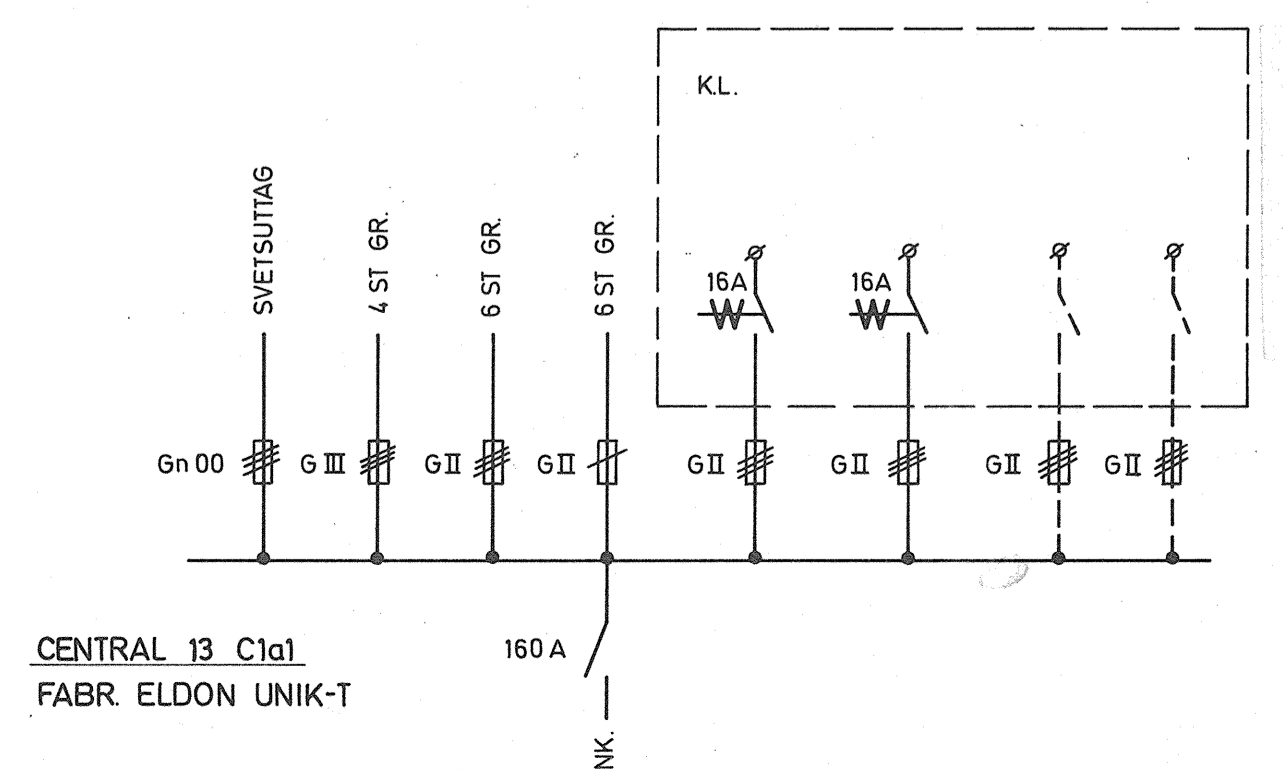 K.L.
SVETSUTTAG
4 ST GR.
6 ST GR.
6 ST GR.
16A
16A
Gn 00
G III
G II
G II
G II
G II
G II
G II
160 A
CENTRAL 13 C1a1
FABR. ELDON UNIK-T
NK.